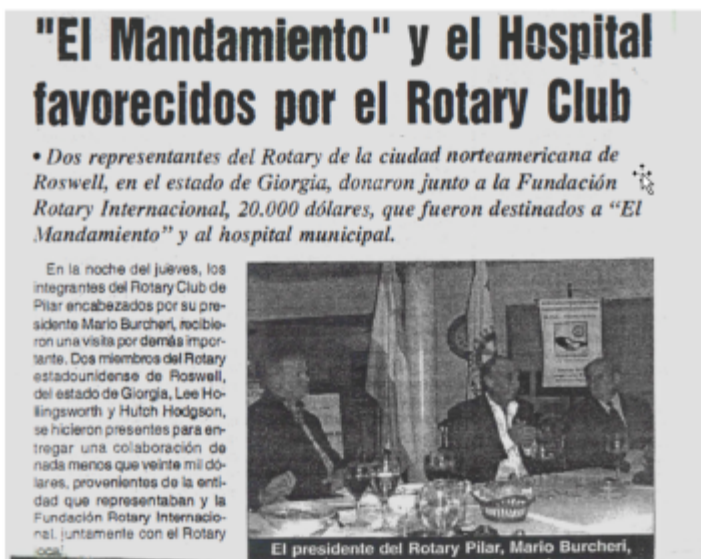 "El Mandamiento" y el Hospital
favorecidos por el Rotary Club
• Dos representantes del Rotary de la ciudad norteamericana de
Roswell, en el estado de Giorgia, donaron junto a la Fundación
Rotary Internacional, 20.000 dólares, que fueron destinados a “El
Mandamiento” y al hospital municipal.
En la noche del jueves, los
integrantes del Rotary Club de
Pilar encabezados por su pre-
sidente Mario Burcheri, recibie-
ron una visita por demás impor-
tante. Dos miembros del Rotary
estadounidense de Roswell,
del estado de Giorgia, Lee Ho-
llingsworth y Hutch Hodgson,
se hicieron presentes para en-
tregar una colaboración de
nada menos que veinte mil dó-
lares, provenientes de la enti-
dad que representaban y la
Fundación Rotary Internacio-
nal, juntamente con el Rotary
local.
El presidente del Rotary Pilar, Mario Burcheri,